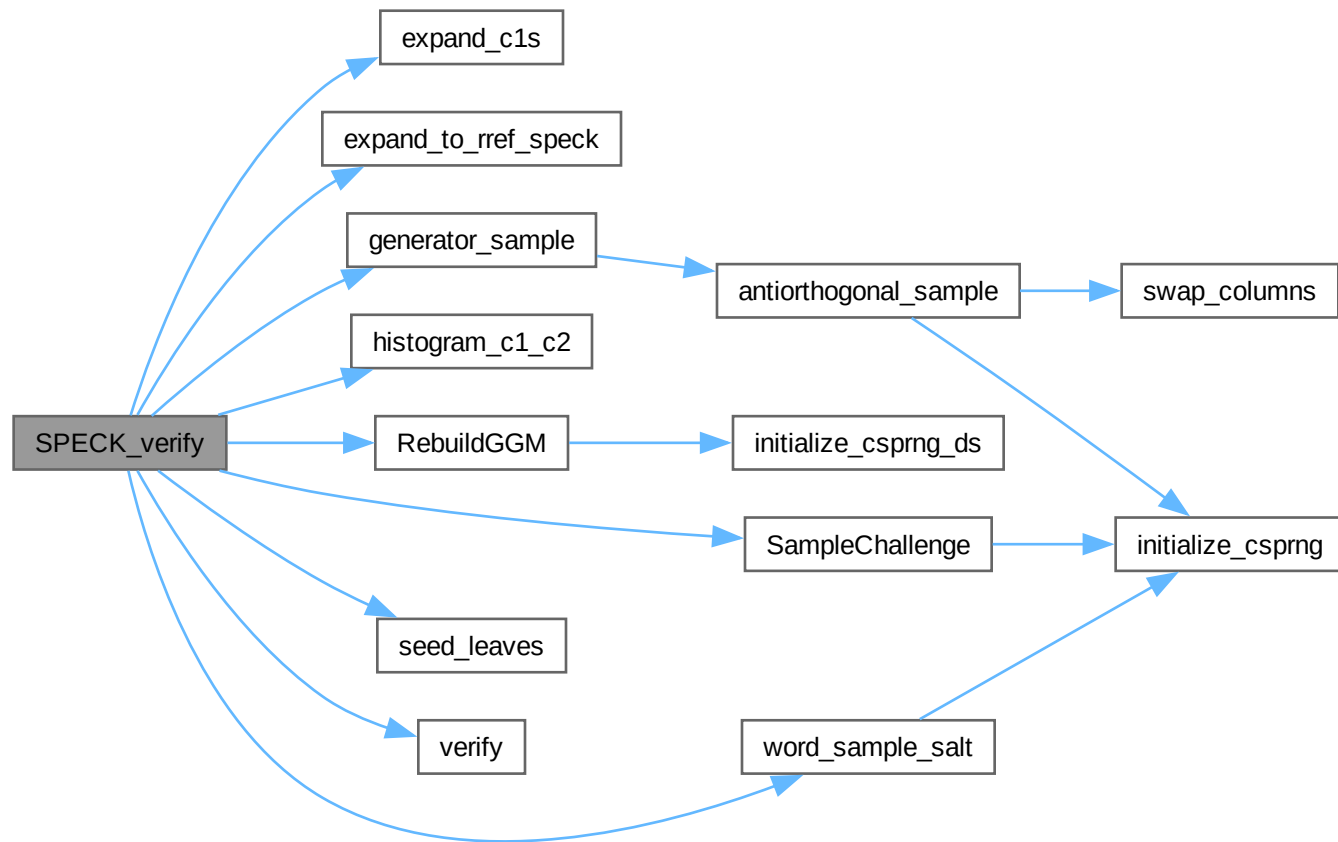 expand_c1s
expand_to_rref_speck
generator_sample
antiorthogonal_sample
swap_columns
histogram_c1_c2
SPECK_verify
RebuildGGM
initialize_csprng_ds
SampleChallenge
initialize_csprng
seed_leaves
verify
word_sample_salt